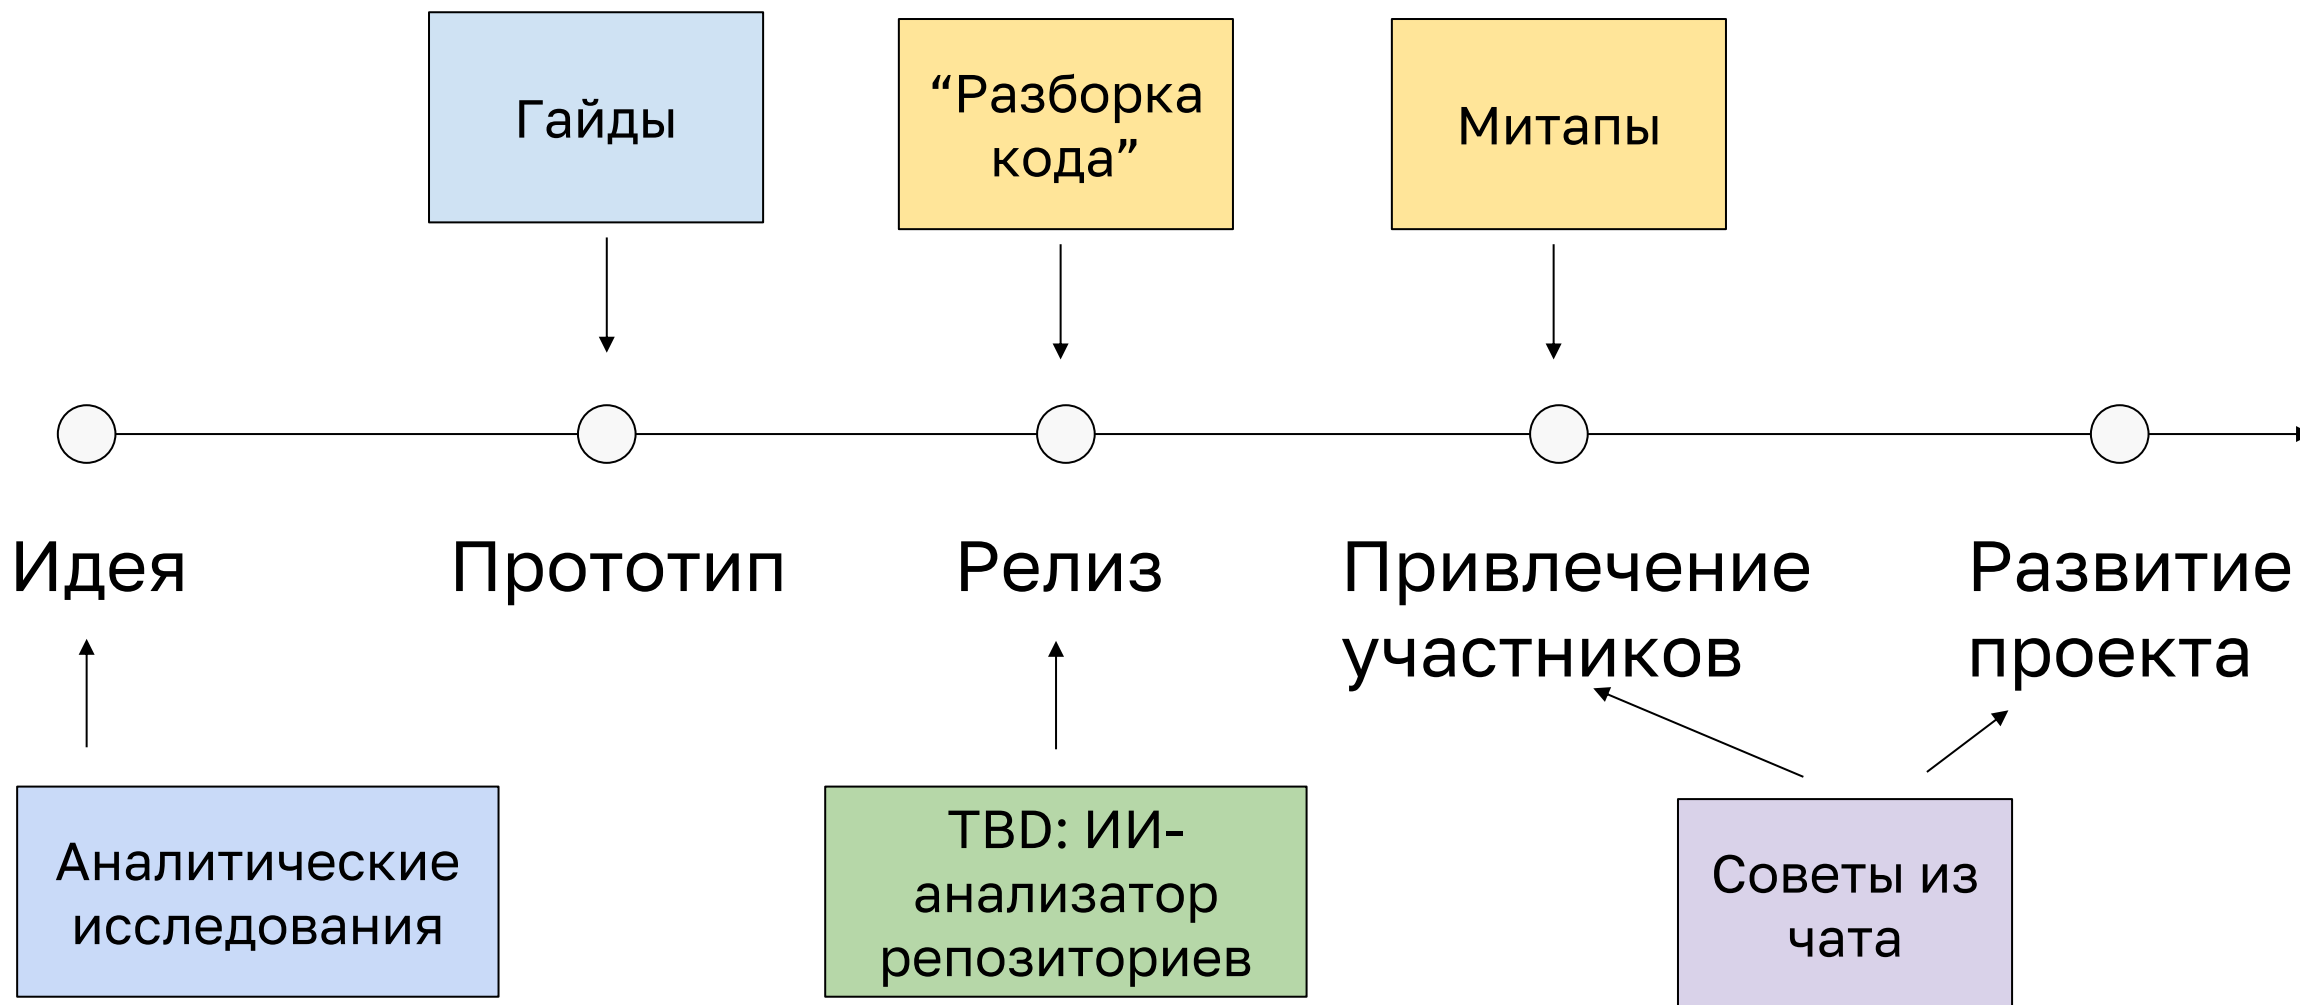 Гайды
“Разборка
кода”
Митапы
Идея
Прототип
Релиз
Привлечение
участников
Развитие
проекта
Аналитические
исследования
TBD: ИИ-
анализатор
репозиториев
Советы из
чата